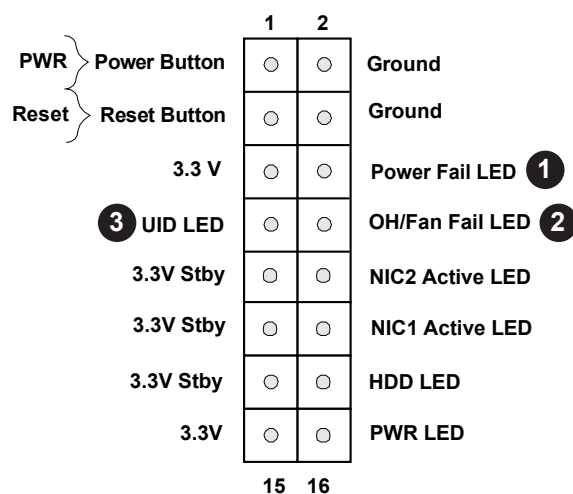 1 2
PWR Power Button Ground
Reset Reset Button Ground
3.3 V Power Fail LED 1
3 UID LED OH/Fan Fail LED 2
3.3V Stby NIC2 Active LED
3.3V Stby NIC1 Active LED
3.3V Stby HDD LED
3.3V PWR LED
15 16